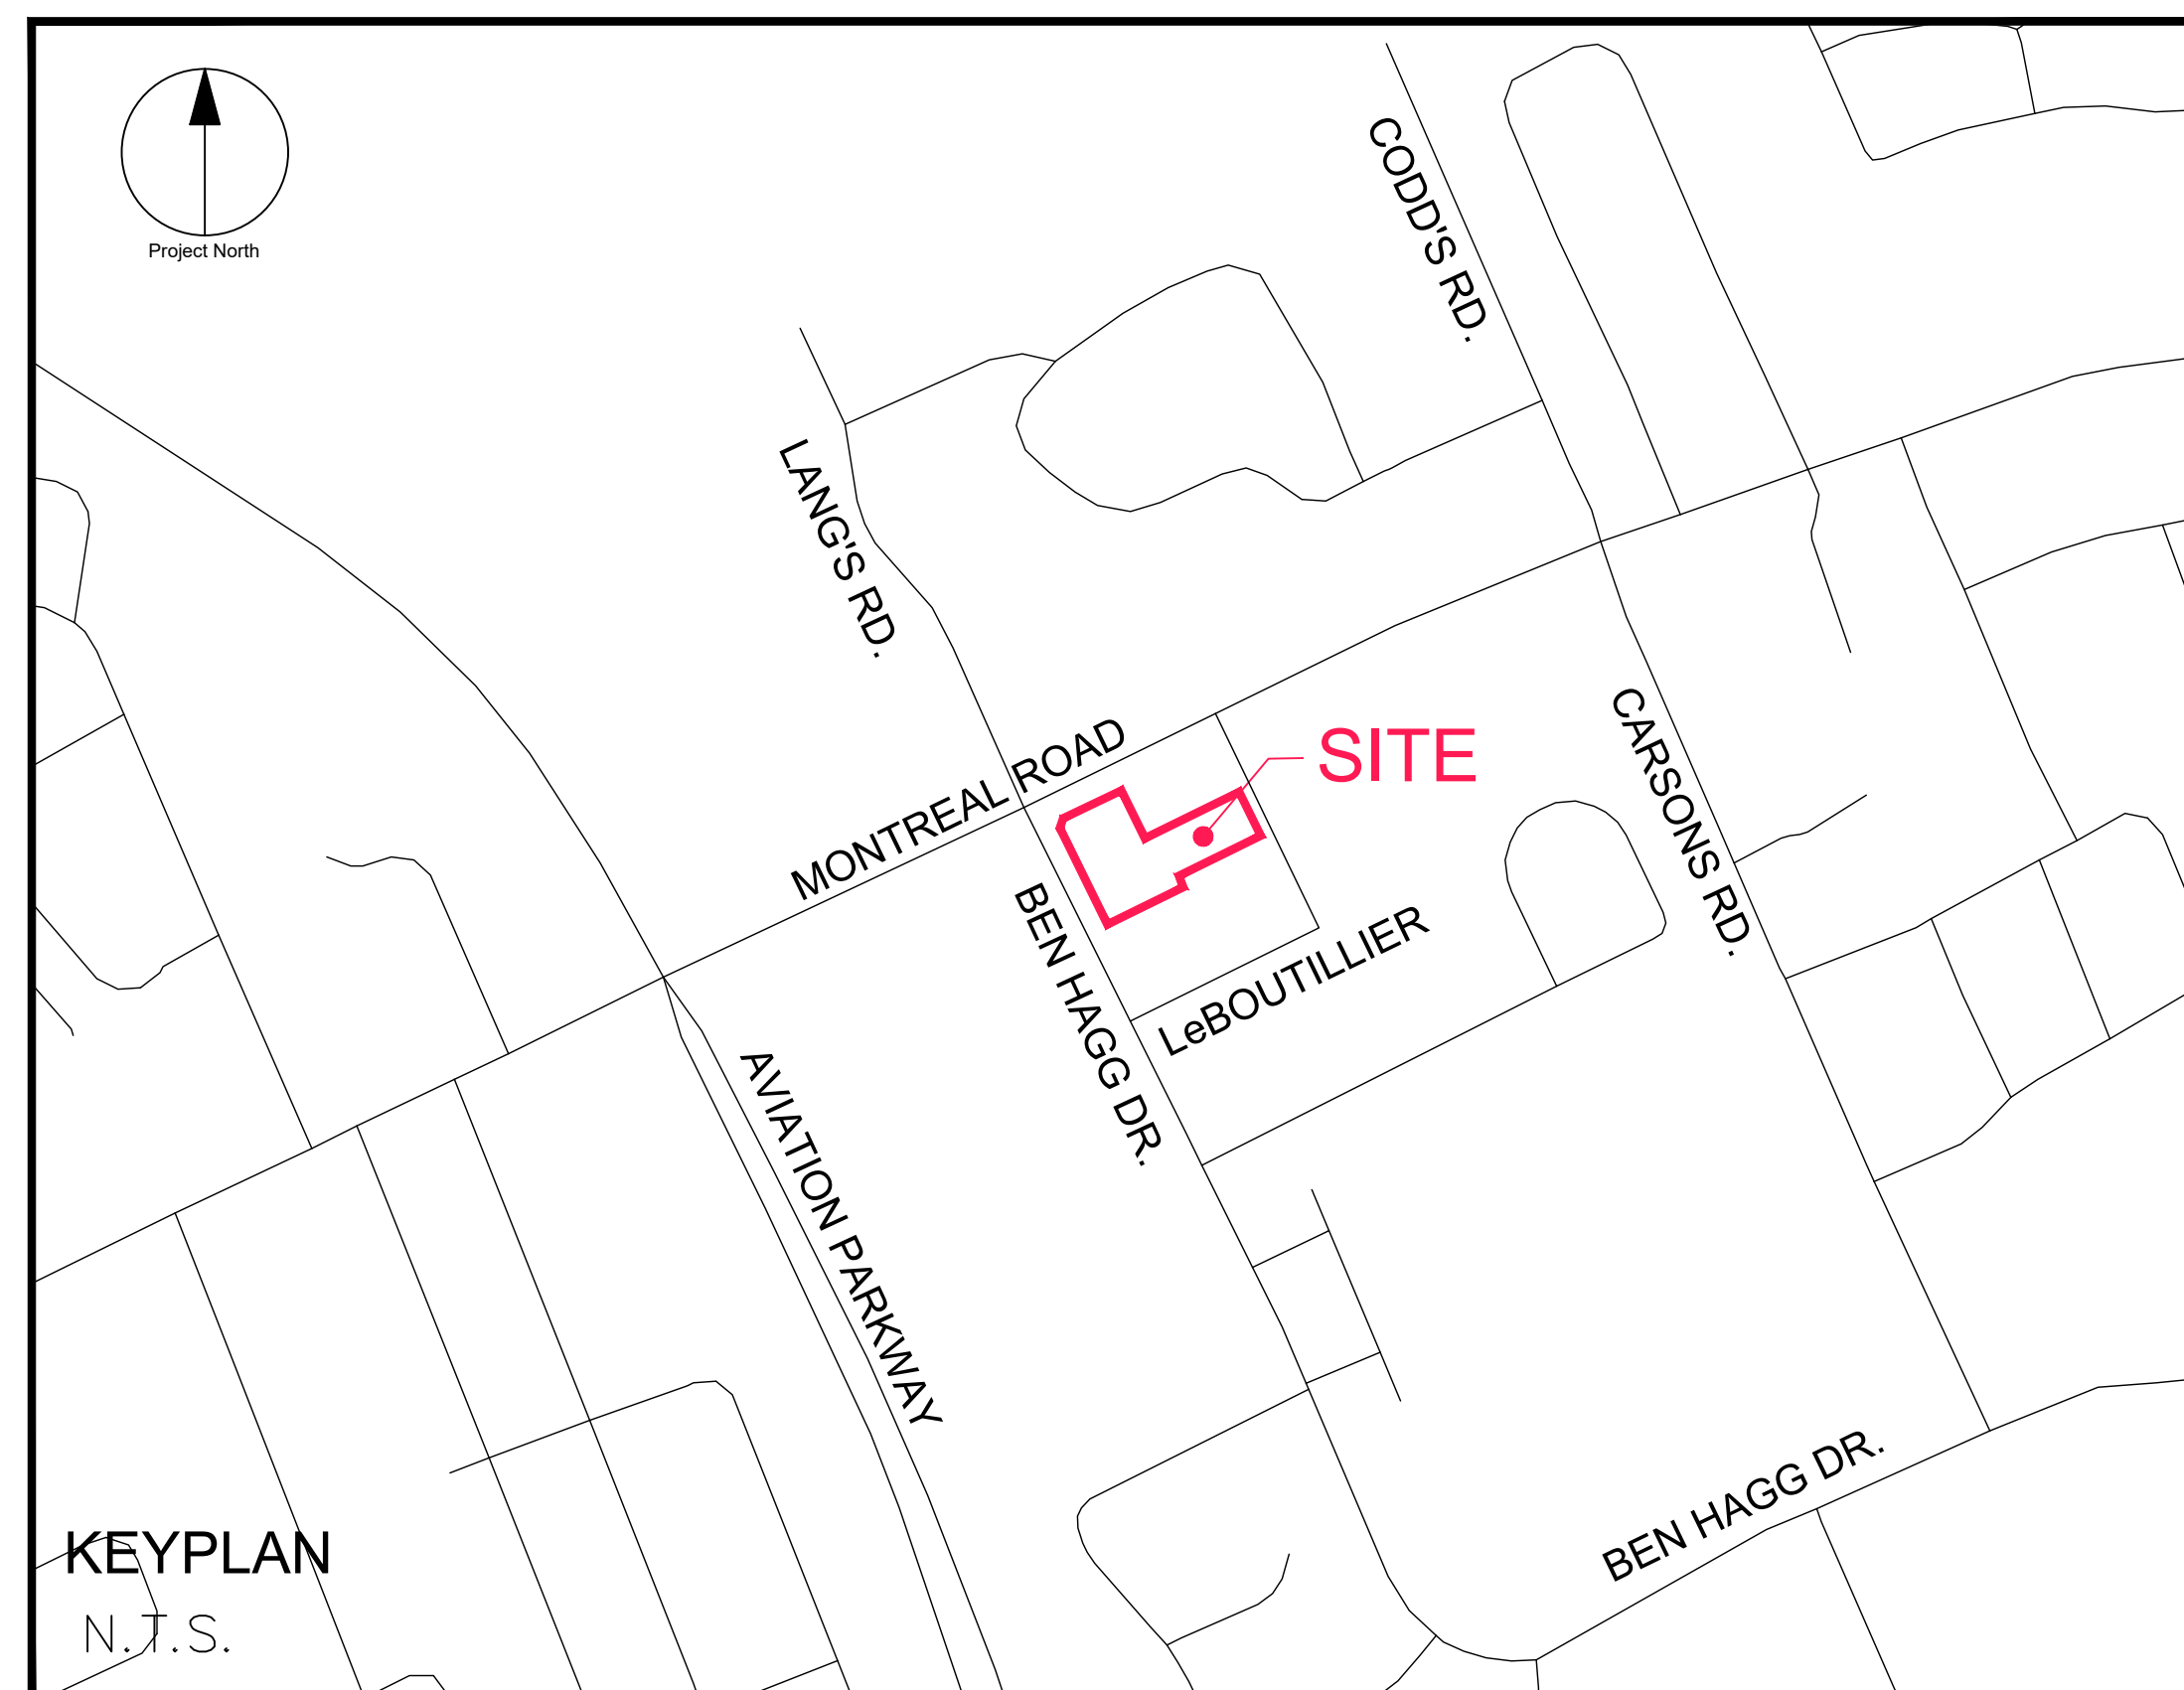 Project North
CODD'S RD.
LANG'S RD.
MONTREAL ROAD
SITE
CARSONS RD.
BEN HAGG DR.
LeBOUTILLIER
AVIATION PARKWAY
BEN HAGG DR.
KEYPLAN
N.T.S.